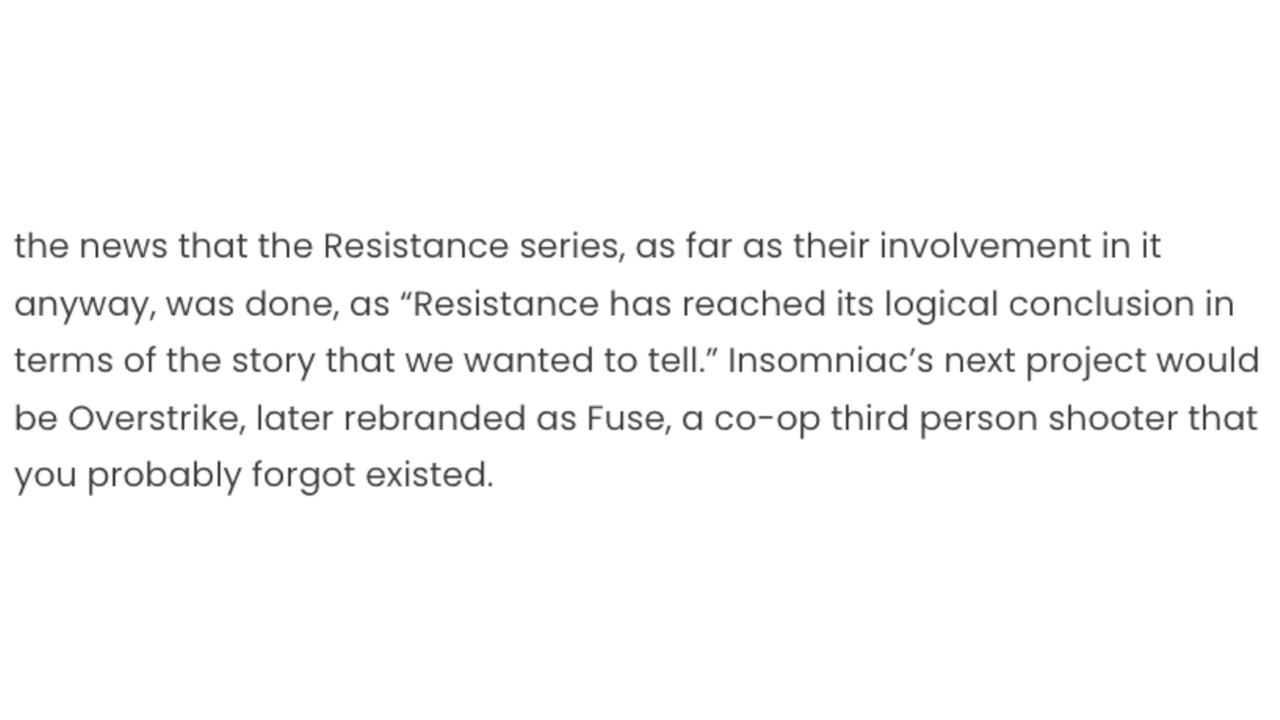 the news that the Resistance series, as far as their involvement in it
anyway, was done, as “Resistance has reached its logical conclusion in
terms of the story that we wanted to tell.” Insomniac’s next project would
be Overstrike, later rebranded as Fuse, a co-op third person shooter that
you probably forgot existed.